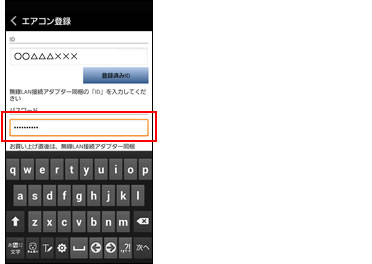 エアコン登録
ID
○○△△△×××
登録済みID
無線LAN接続アダプター同梱の「ID」を入力してくだ
さい
パスワード
••••••••••
お買い上げ直後は、無線LAN接続アダプター同梱
q w e r t y u i o p
a s d f g h j k l
z x c v b n m
文字 .,?! 次へ